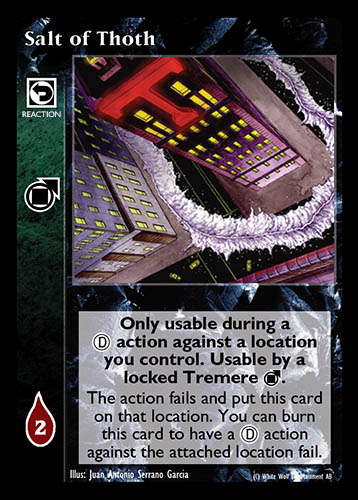 Salt of Thoth
REACTION
Only usable during a
Ⓓ action against a location
you control. Usable by a
locked Tremere .
The action fails and put this card
on that location. You can burn
this card to have a Ⓓ action
against the attached location fail.
2
Illus: Juan Antonio Serrano Garcia
(C) White Wolf Entertainment AB